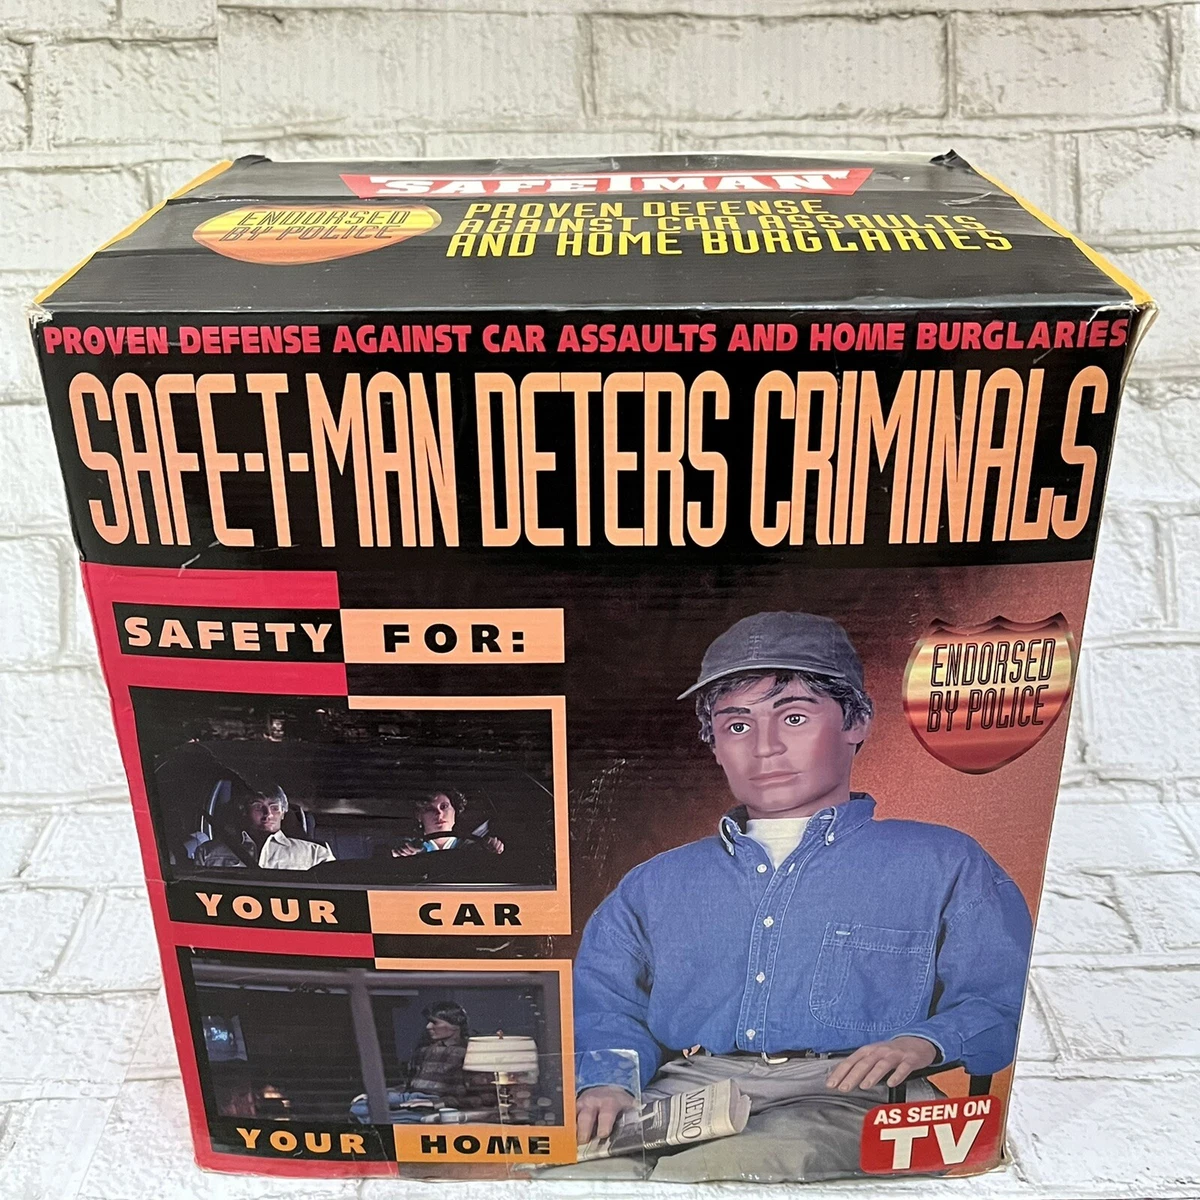 "SAFE-T-MAN"
ENDORSED
BY POLICE
PROVEN DEFENSE
AGAINST CAR ASSAULTS
AND HOME BURGLARIES
PROVEN DEFENSE AGAINST CAR ASSAULTS AND HOME BURGLARIES
SAFE-T-MAN DETERS CRIMINALS
SAFETY FOR:
ENDORSED
BY POLICE
YOUR CAR
METRO
YOUR HOME
AS SEEN ON
TV